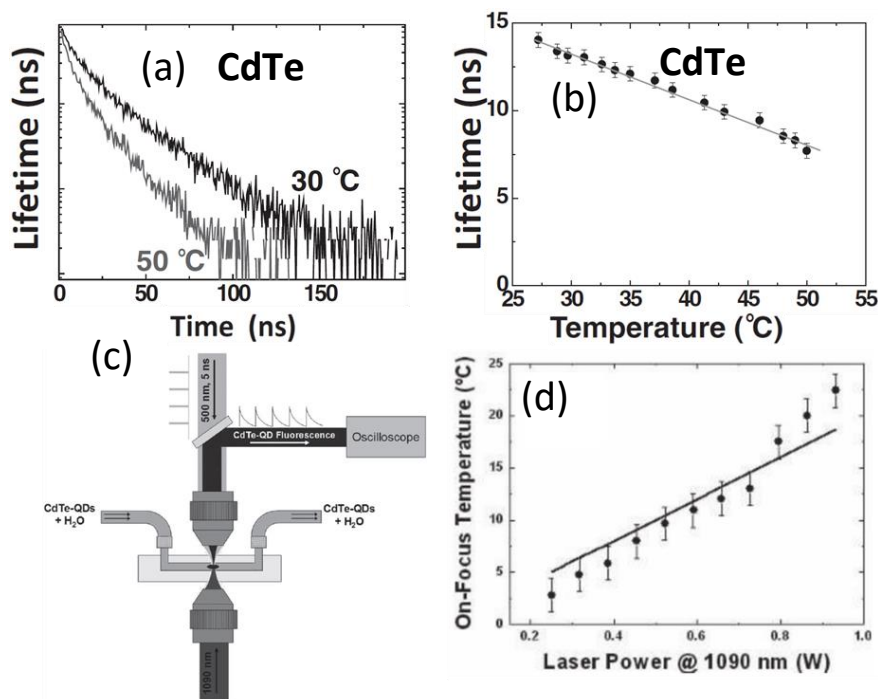 (a) CdTe
Lifetime (ns)
30 °C
50 °C
0 50 100 150
Time (ns)
CdTe
(b)
Lifetime (ns)
15
10
5
0
25 30 35 40 45 50 55
Temperature (°C)
(c)
500 nm, 5 ns
CdTe-QD Fluorescence
Oscilloscope
CdTe-QDs
+ H₂O
CdTe-QDs
+ H₂O
1090 nm
(d)
On-Focus Temperature (°C)
25
20
15
10
5
0
0.2 0.4 0.6 0.8 1.0
Laser Power @ 1090 nm (W)